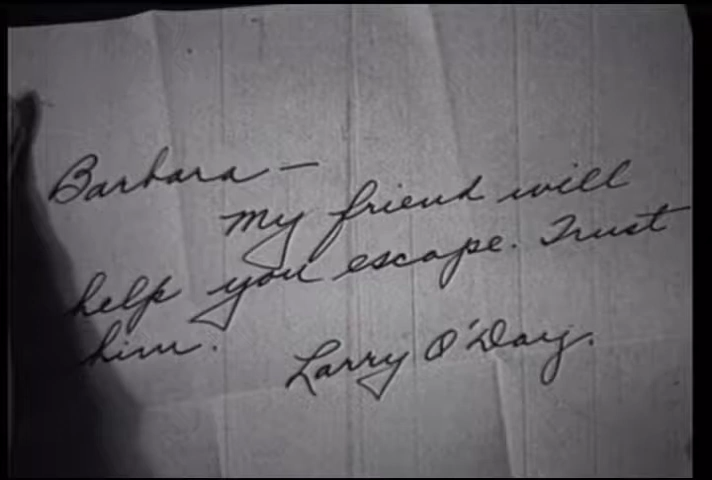 Barbara —
my friend will
help you escape. Trust
him.
Larry O'Day.